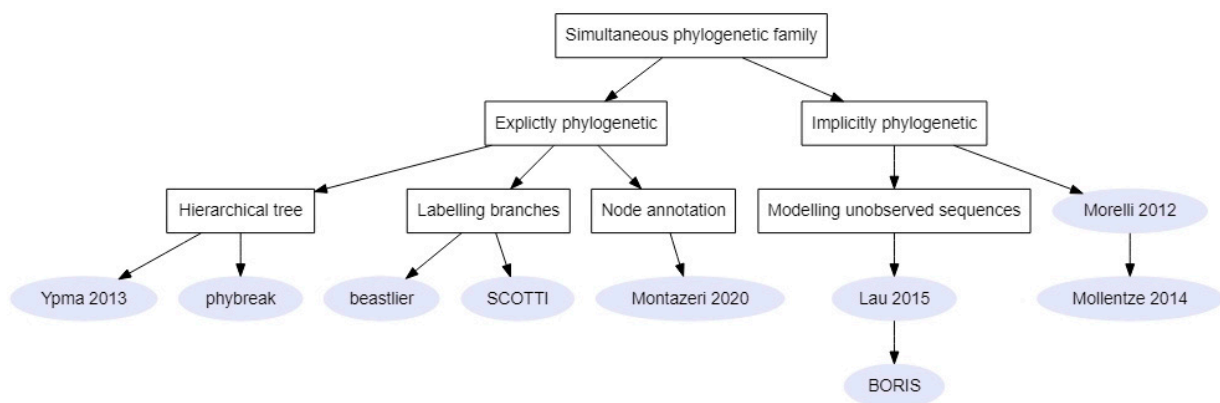 Simultaneous phylogenetic family
Explictly phylogenetic
Implicitly phylogenetic
Hierarchical tree
Labelling branches
Node annotation
Modelling unobserved sequences
Morelli 2012
Ypma 2013
phybreak
beastlier
SCOTTI
Montazeri 2020
Lau 2015
Mollentze 2014
BORIS